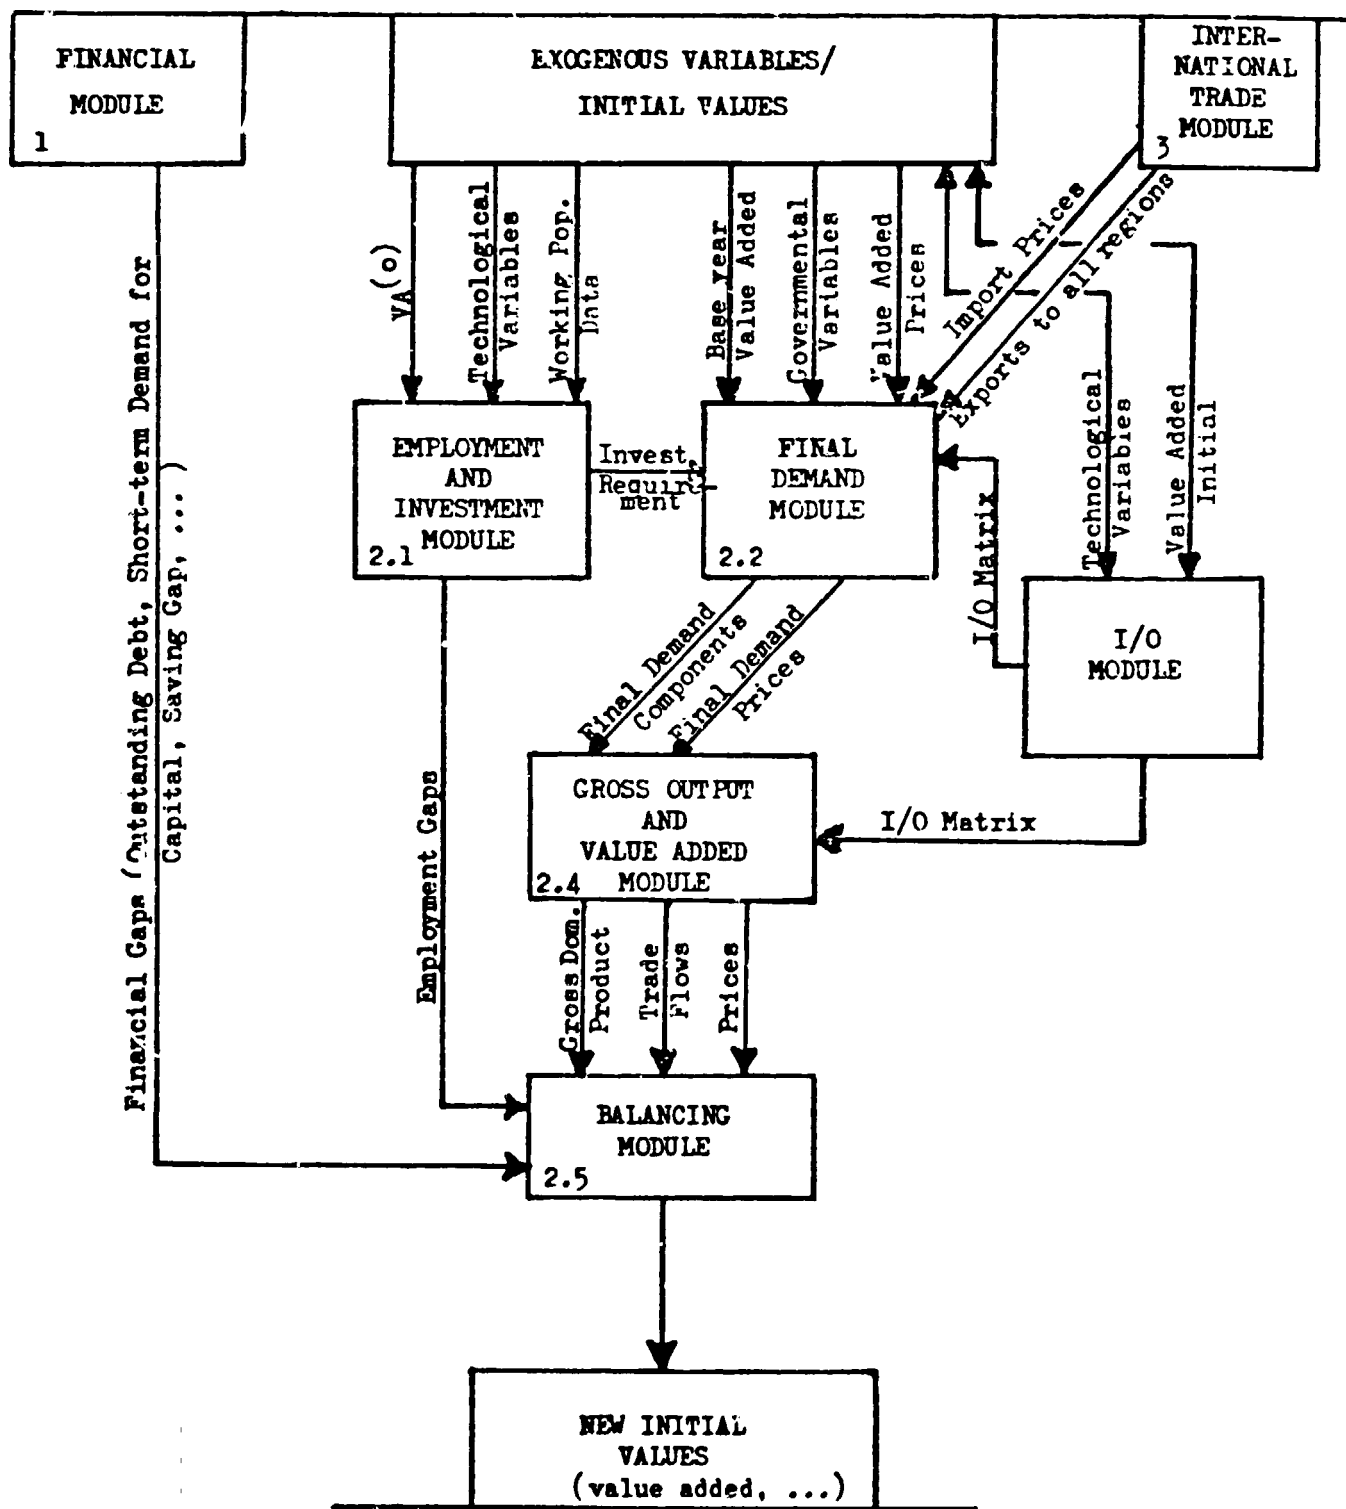 FINANCIAL
MODULE
1
EXOGENOUS VARIABLES/
INITIAL VALUES
INTER-
NATIONAL
TRADE
MODULE
3
VA(o)
Technological
Variables
Working Pop.
Data
Base year
Value Added
Governmental
Variables
Value Added
Prices
Import Prices
Exports to all regions
Technological
Variables
Value Added
Initial
Financial Gaps (Outstanding Debt, Short-term Demand for
Capital, Saving Gap, ... )
EMPLOYMENT
AND
INVESTMENT
MODULE
2.1
Invest.
Require-
ment
FINAL
DEMAND
MODULE
2.2
I/O Matrix
I/O
MODULE
Final Demand
Components
Final Demand
Prices
Employment Gaps
GROSS OUTPUT
AND
VALUE ADDED
MODULE
2.4
I/O Matrix
Gross Dom.
Product
Trade
Flows
Prices
BALANCING
MODULE
2.5
NEW INITIAL
VALUES
(value added, ...)